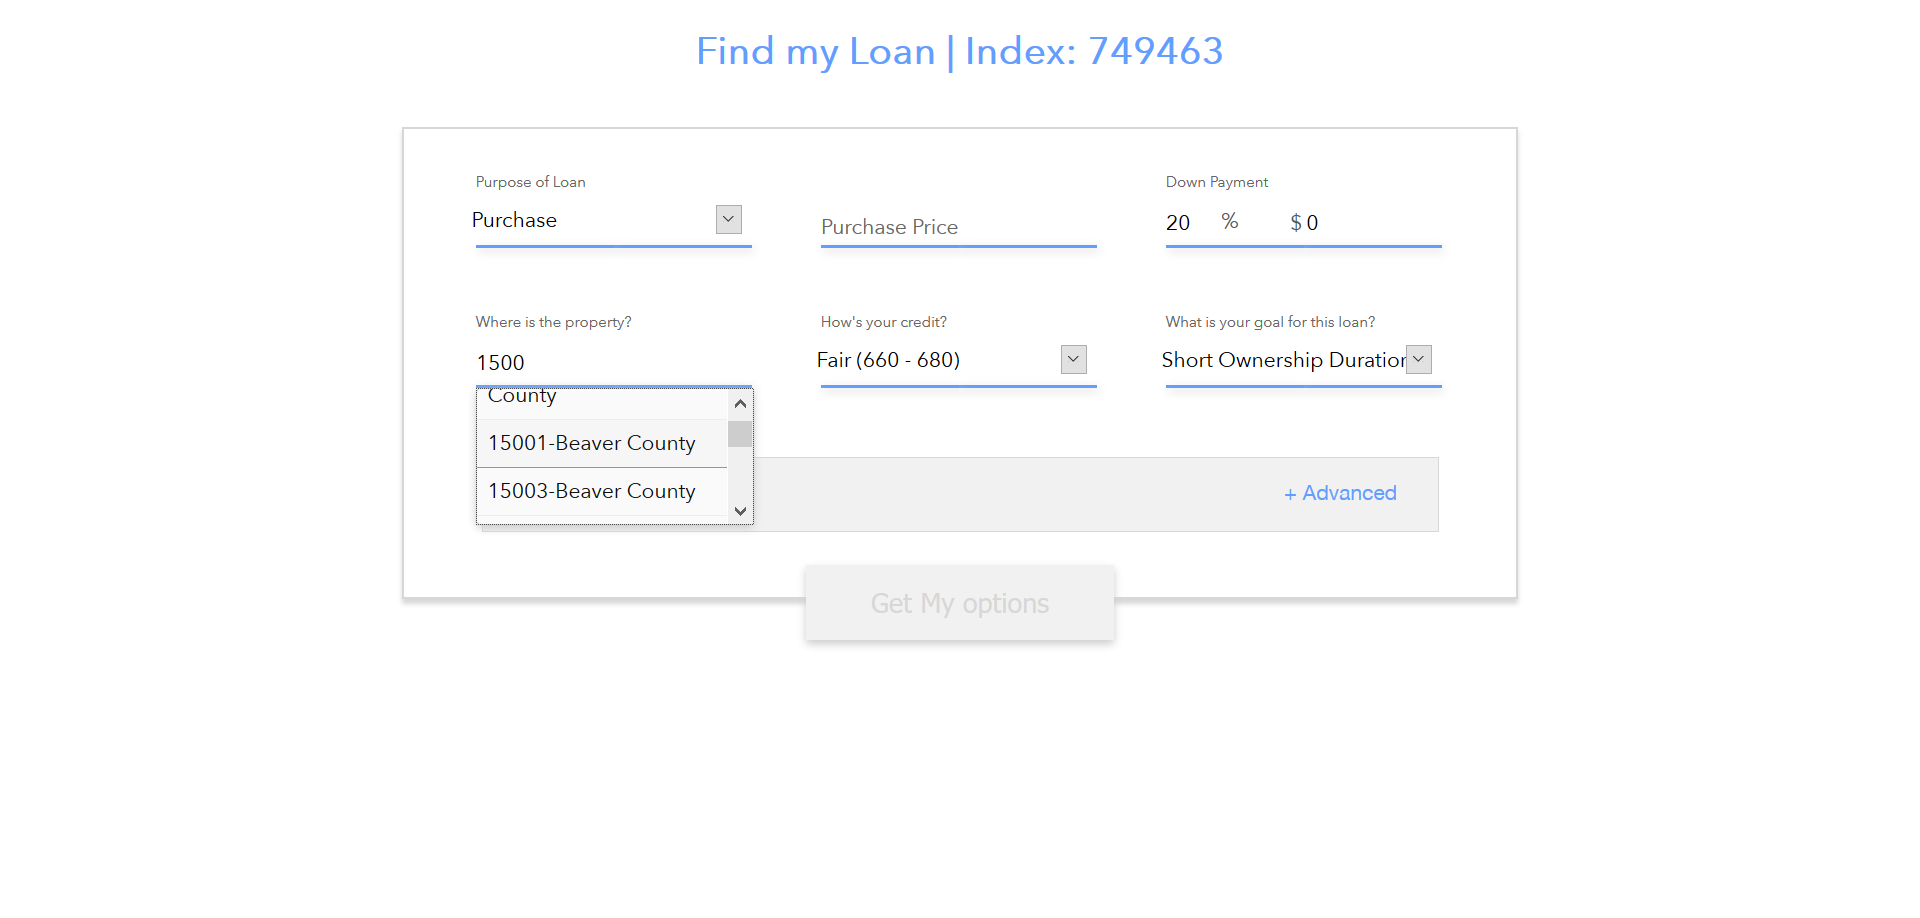 Find my Loan | Index: 749463
Purpose of Loan
Purchase
Purchase Price
Down Payment
20 % $ 0
Where is the property?
1500
County
15001-Beaver County
15003-Beaver County
How's your credit?
Fair (660 - 680)
What is your goal for this loan?
Short Ownership Duration
+ Advanced
Get My options